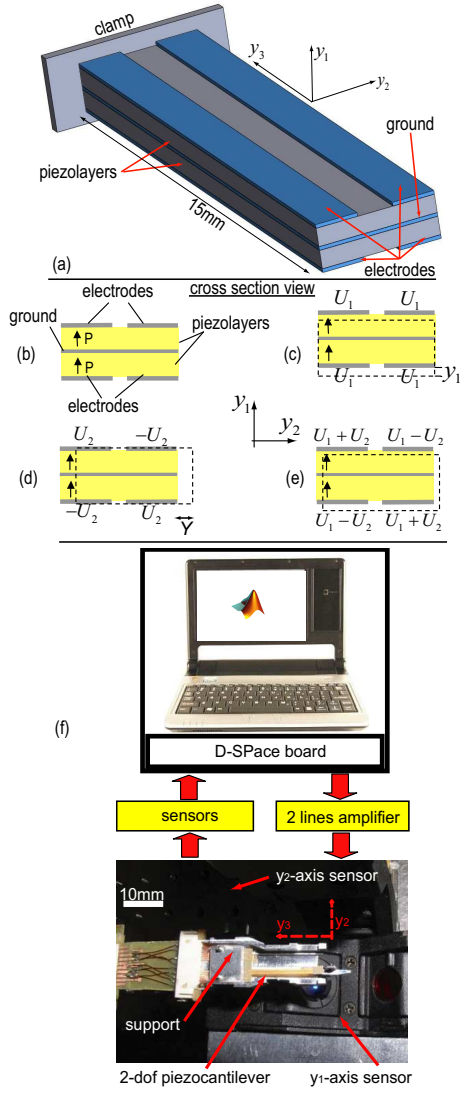 clamp
y1
y3
y2
ground
piezolayers
15mm
electrodes
(a)
cross section view
electrodes
ground
piezolayers
(b)
P
P
electrodes
U1 U1
(c)
U1 U1
y1
y1
y2
U2 −U2
(d)
−U2 U2
Y
U1 + U2 U1 − U2
(e)
U1 − U2 U1 + U2
(f)
D-SPace board
sensors
2 lines amplifier
y2-axis sensor
10mm
y3
y2
support
2-dof piezocantilever
y1-axis sensor